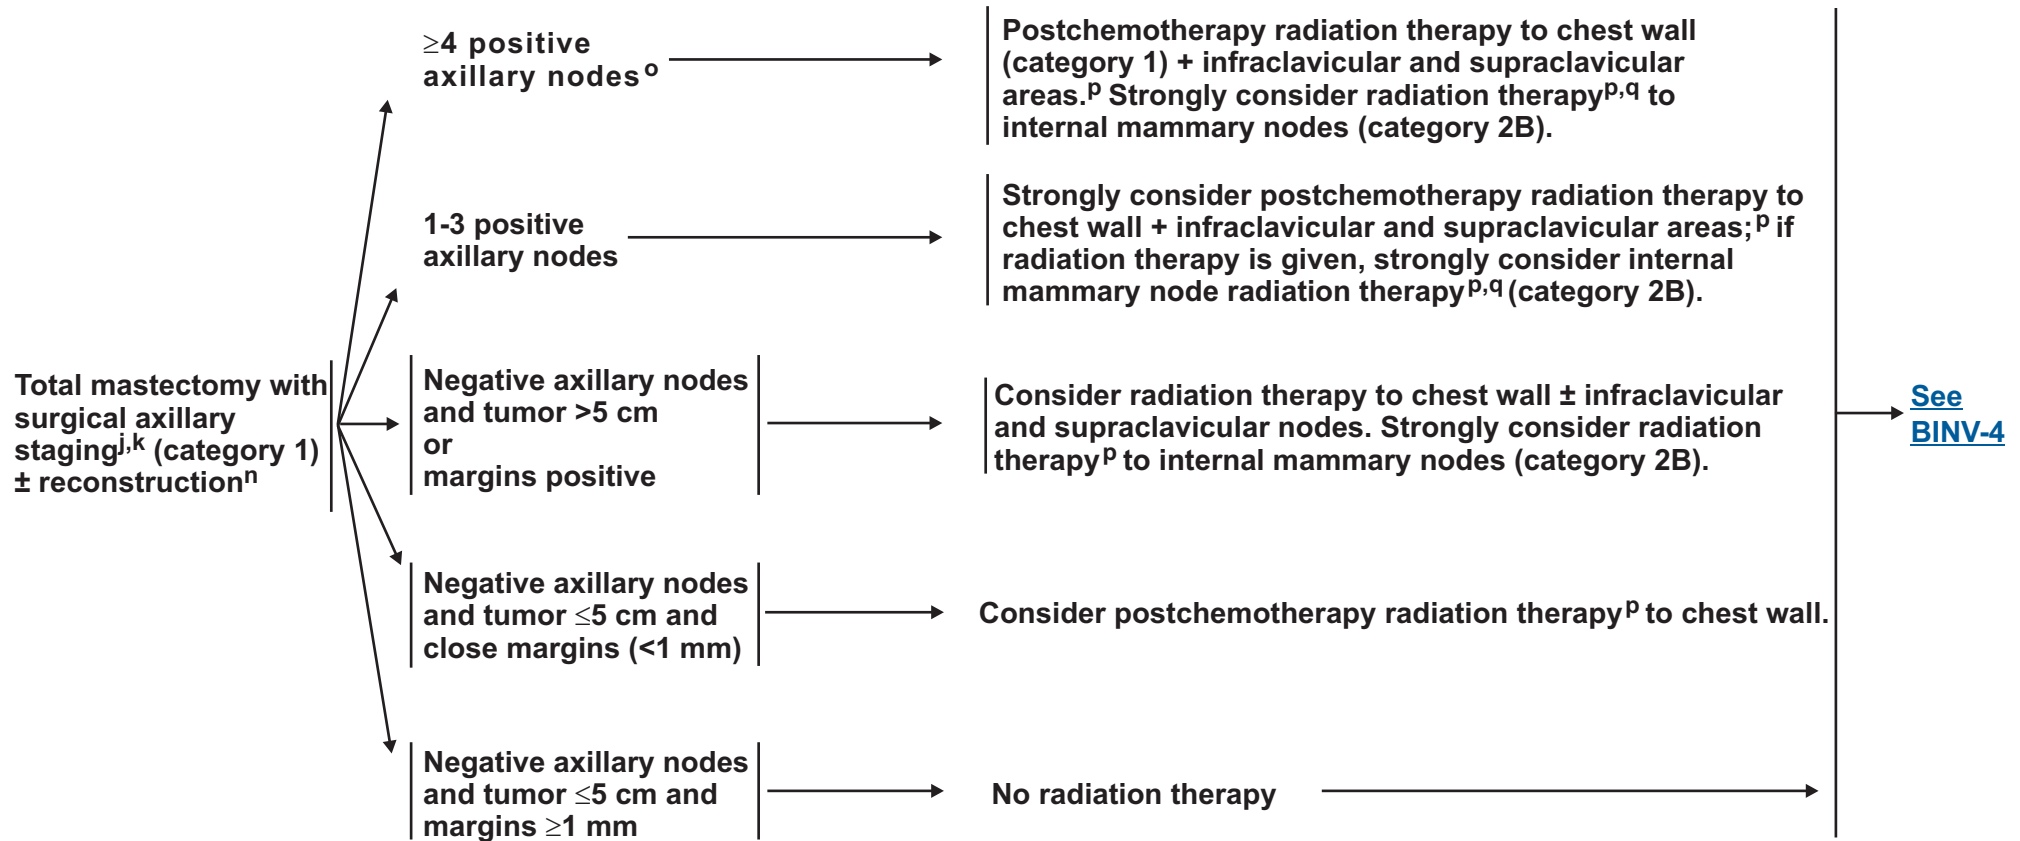 ≥4 positive
axillary nodes o
Postchemotherapy radiation therapy to chest wall
(category 1) + infraclavicular and supraclavicular
areas.p Strongly consider radiation therapy p,q to
internal mammary nodes (category 2B).
1-3 positive
axillary nodes
Strongly consider postchemotherapy radiation therapy to
chest wall + infraclavicular and supraclavicular areas;p if
radiation therapy is given, strongly consider internal
mammary node radiation therapy p,q (category 2B).
Total mastectomy with
surgical axillary
staging j,k (category 1)
± reconstruction n
Negative axillary nodes
and tumor >5 cm
or
margins positive
Consider radiation therapy to chest wall ± infraclavicular
and supraclavicular nodes. Strongly consider radiation
therapy p to internal mammary nodes (category 2B).
See
BINV-4
Negative axillary nodes
and tumor ≤5 cm and
close margins (<1 mm)
Consider postchemotherapy radiation therapy p to chest wall.
Negative axillary nodes
and tumor ≤5 cm and
margins ≥1 mm
No radiation therapy